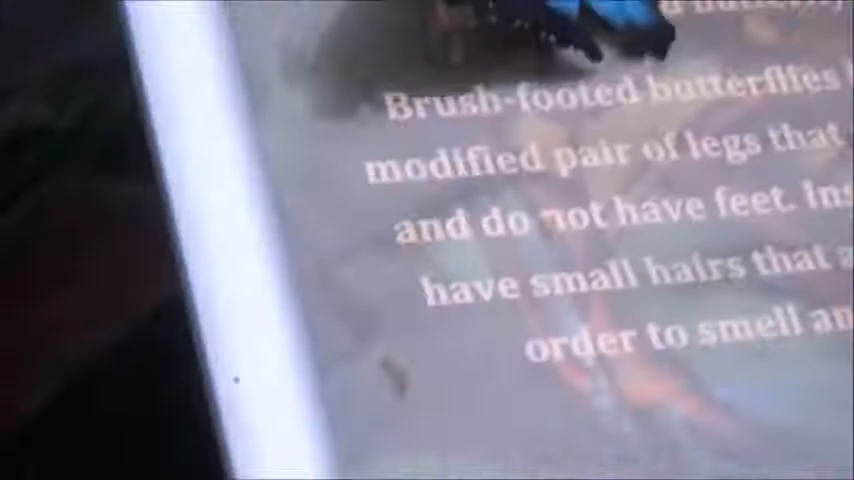 Brush-footed butterflies
modified pair of legs that
and do not have feet. Ins
have small hairs that a
order to smell an